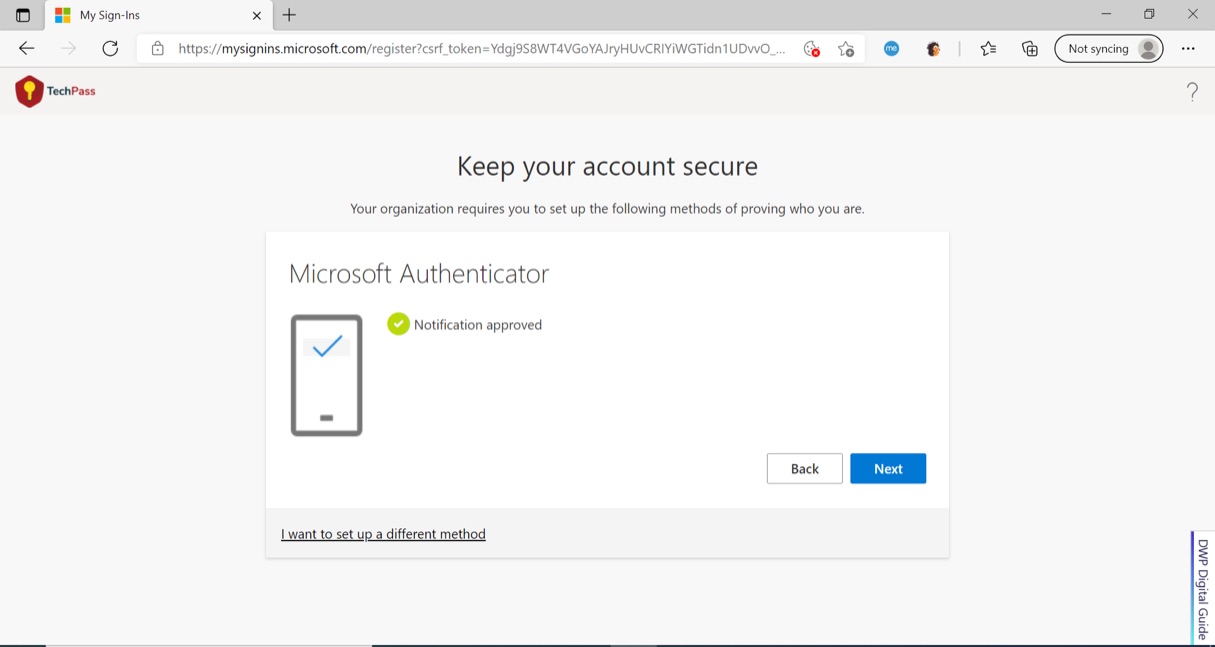 My Sign-Ins
https://mysignins.microsoft.com/register?csrf_token=Ydgj9S8WT4VGoYAJryHUvCRlYiWGTidn1UDvvO_...
me
Not syncing
TechPass
?
Keep your account secure
Your organization requires you to set up the following methods of proving who you are.
Microsoft Authenticator
Notification approved
Back
Next
I want to set up a different method
DWP Digital Guide